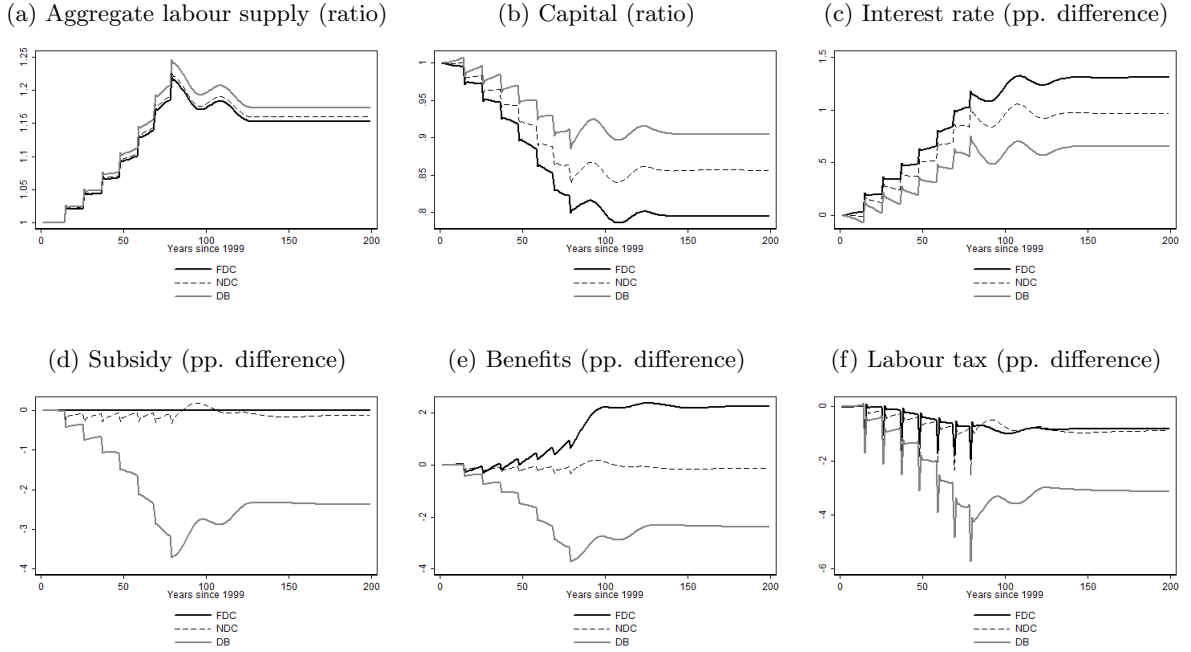 (a) Aggregate labour supply (ratio)
1.25
1.2
1.15
1.1
1.05
1
0 50 100 150 200
Years since 1999
FDC
NDC
DB
(b) Capital (ratio)
1
.95
.9
.85
.8
0 50 100 150 200
Years since 1999
FDC
NDC
DB
(c) Interest rate (pp. difference)
1.5
1
.5
0
0 50 100 150 200
Years since 1999
FDC
NDC
DB
(d) Subsidy (pp. difference)
0
-1
-2
-3
-4
0 50 100 150 200
Years since 1999
FDC
NDC
DB
(e) Benefits (pp. difference)
2
0
-2
-4
0 50 100 150 200
Years since 1999
FDC
NDC
DB
(f) Labour tax (pp. difference)
0
-2
-4
-6
0 50 100 150 200
Years since 1999
FDC
NDC
DB